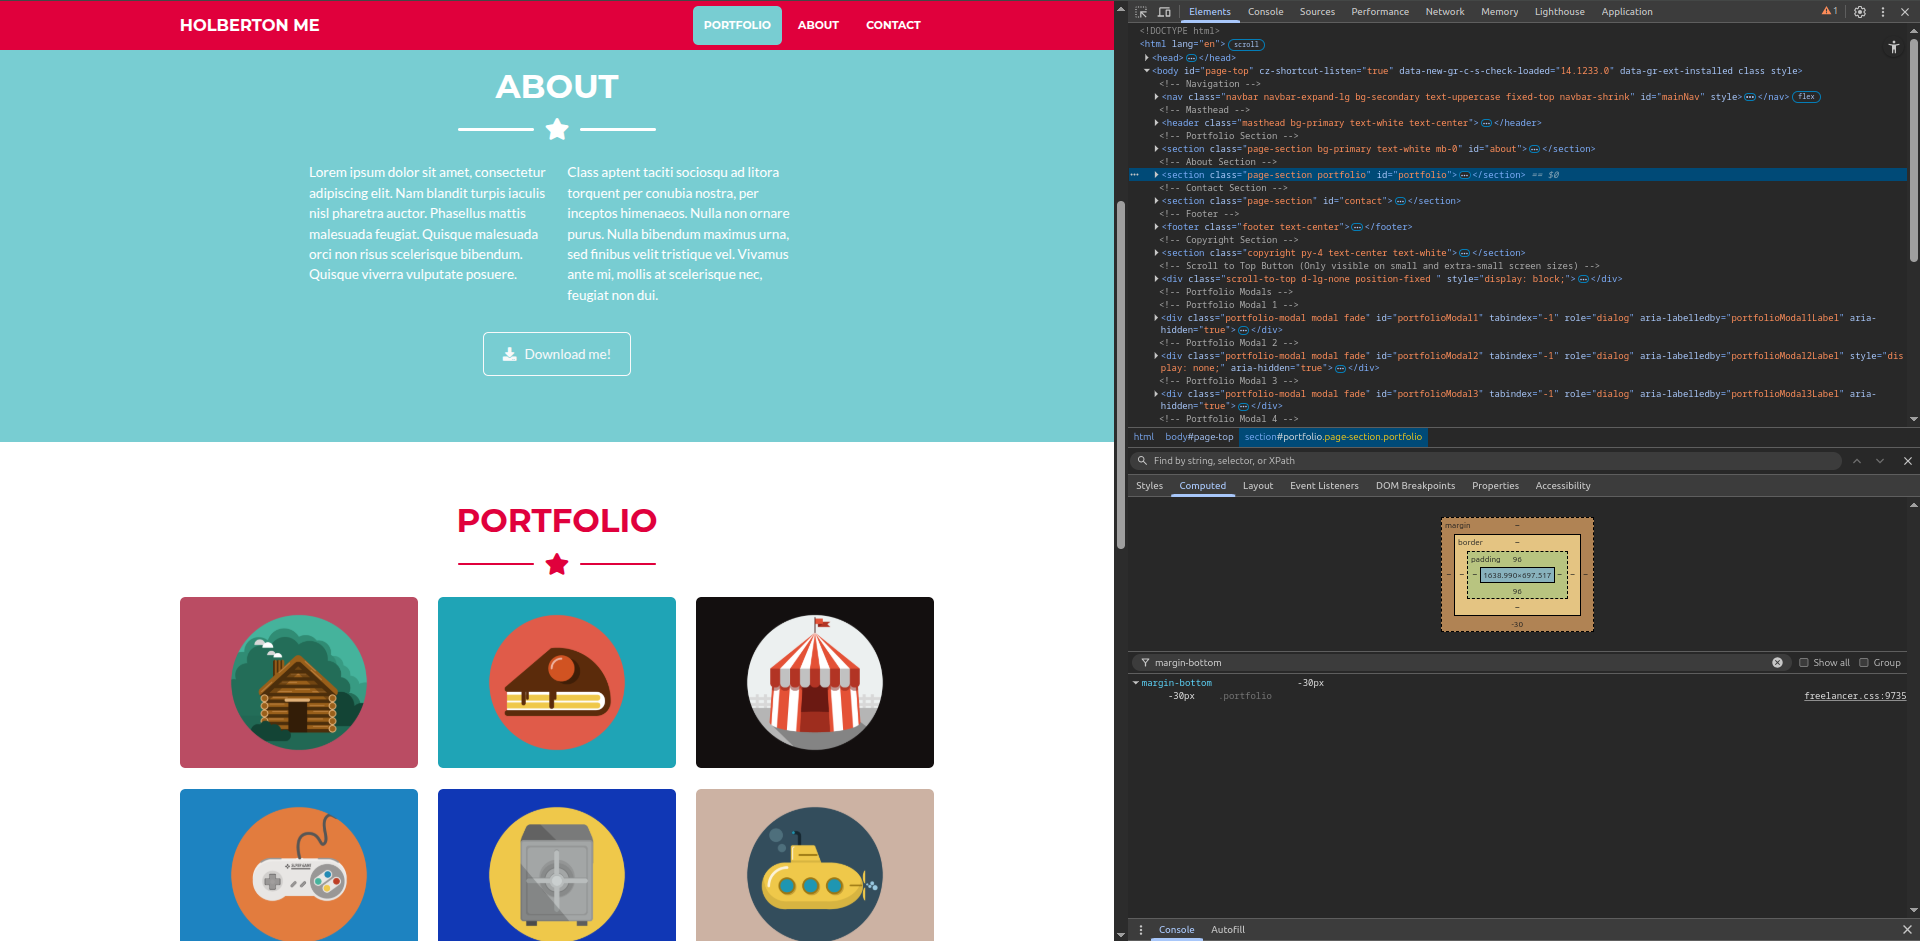 HOLBERTON ME
PORTFOLIO
ABOUT
CONTACT
ABOUT
Lorem ipsum dolor sit amet, consectetur
adipiscing elit. Nam blandit turpis iaculis
nisl pharetra auctor. Phasellus mattis
malesuada feugiat. Quisque malesuada
orci non risus scelerisque bibendum.
Quisque viverra vulputate posuere.
Class aptent taciti sociosqu ad litora
torquent per conubia nostra, per
inceptos himenaeos. Nulla non ornare
purus. Nulla bibendum maximus urna,
sed finibus velit tristique vel. Vivamus
ante mi, mollis at scelerisque nec,
feugiat non dui.
Download me!
PORTFOLIO
Elements Console Sources Performance Network Memory Lighthouse Application 1
<!DOCTYPE html>
<html lang="en"> scroll
<head> … </head>
<body id="page-top" cz-shortcut-listen="true" data-new-gr-c-s-check-loaded="14.1233.0" data-gr-ext-installed class style>
<!-- Navigation -->
<nav class="navbar navbar-expand-lg bg-secondary text-uppercase fixed-top navbar-shrink" id="mainNav" style> … </nav> flex
<!-- Masthead -->
<header class="masthead bg-primary text-white text-center"> … </header>
<!-- Portfolio Section -->
<section class="page-section bg-primary text-white mb-0" id="about"> … </section>
<!-- About Section -->
<section class="page-section portfolio" id="portfolio"> … </section> == $0
<!-- Contact Section -->
<section class="page-section" id="contact"> … </section>
<!-- Footer -->
<footer class="footer text-center"> … </footer>
<!-- Copyright Section -->
<section class="copyright py-4 text-center text-white"> … </section>
<!-- Scroll to Top Button (Only visible on small and extra-small screen sizes) -->
<div class="scroll-to-top d-lg-none position-fixed " style="display: block;"> … </div>
<!-- Portfolio Modals -->
<!-- Portfolio Modal 1 -->
<div class="portfolio-modal modal fade" id="portfolioModal1" tabindex="-1" role="dialog" aria-labelledby="portfolioModal1Label" aria-
hidden="true"> … </div>
<!-- Portfolio Modal 2 -->
<div class="portfolio-modal modal fade" id="portfolioModal2" tabindex="-1" role="dialog" aria-labelledby="portfolioModal2Label" style="dis
play: none;" aria-hidden="true"> … </div>
<!-- Portfolio Modal 3 -->
<div class="portfolio-modal modal fade" id="portfolioModal3" tabindex="-1" role="dialog" aria-labelledby="portfolioModal3Label" aria-
hidden="true"> … </div>
<!-- Portfolio Modal 4 -->
html body#page-top section#portfolio.page-section.portfolio
Find by string, selector, or XPath
Styles Computed Layout Event Listeners DOM Breakpoints Properties Accessibility
margin –
border –
padding 96
– – – 1638.990×697.517 – – –
96
–
-30
margin-bottom
Show all
Group
margin-bottom -30px
-30px .portfolio freelancer.css:9735
Console Autofill